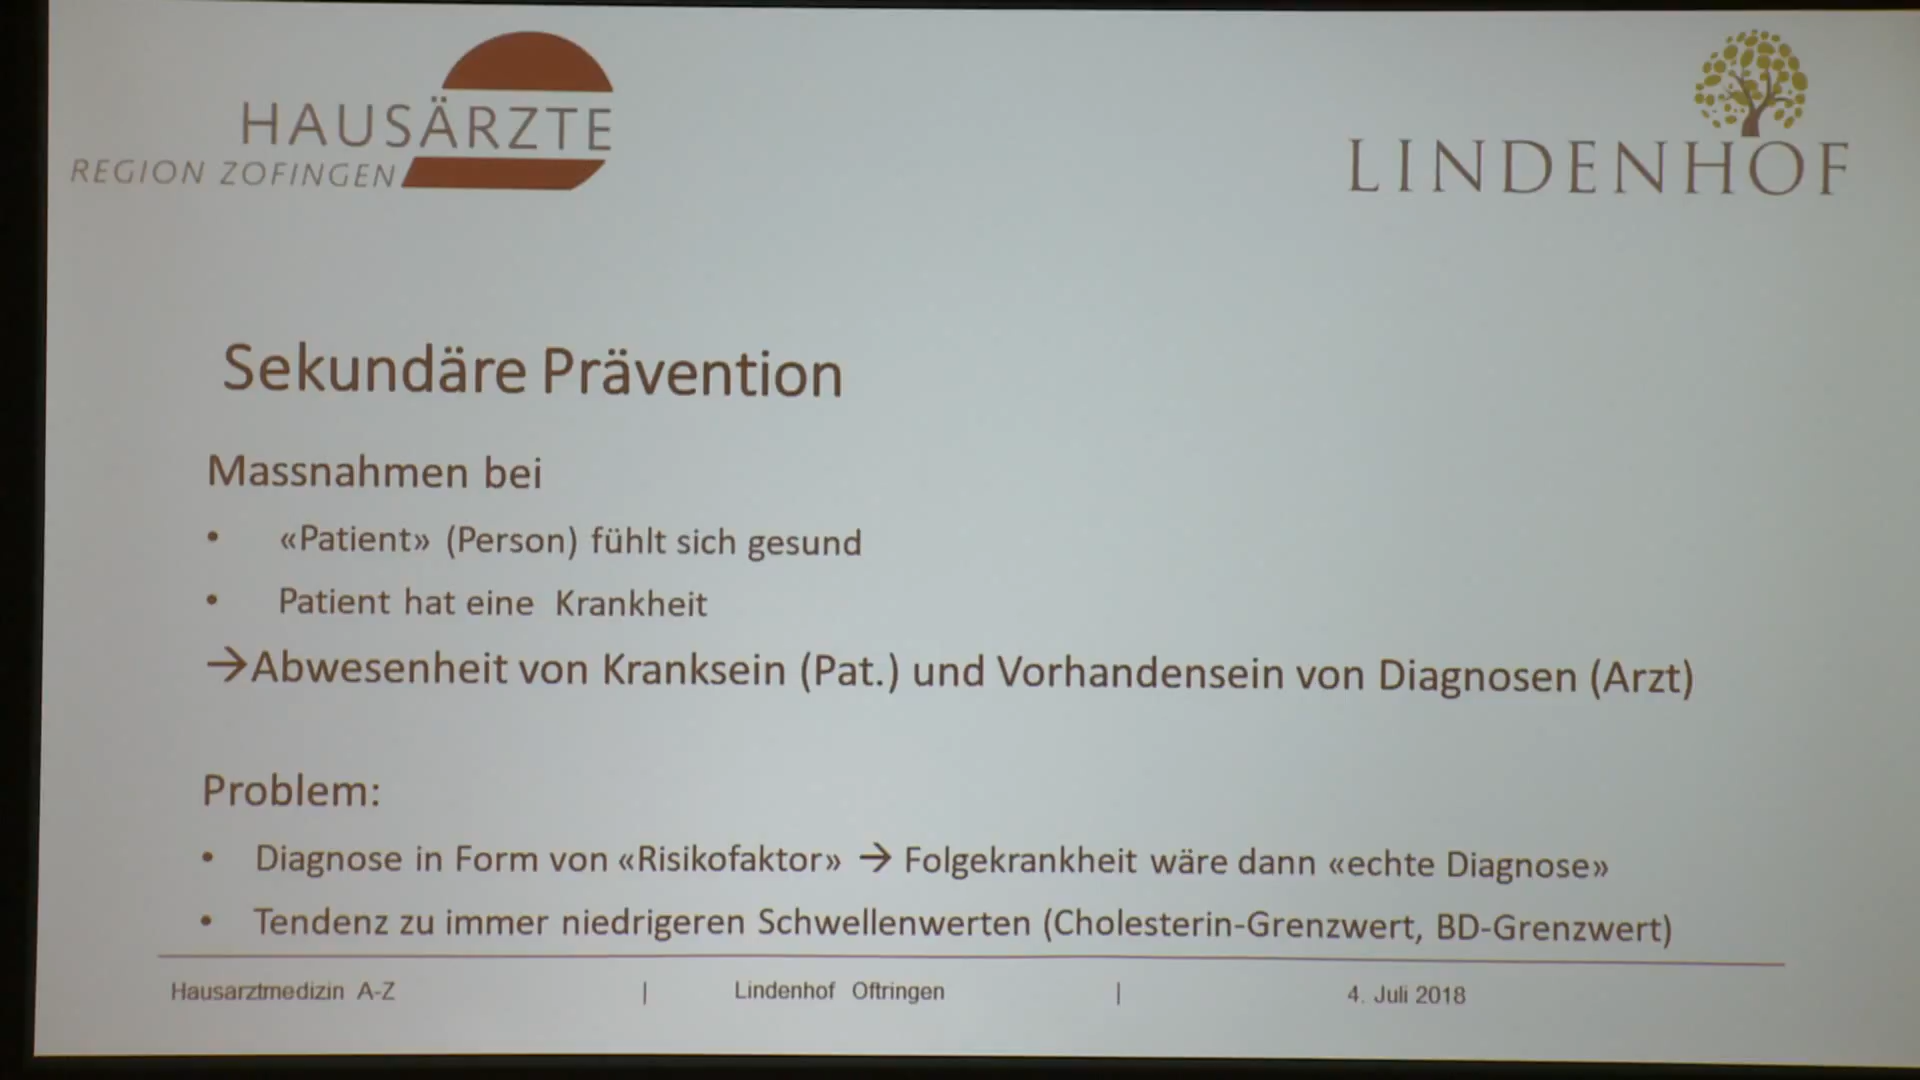 HAUSÄRZTE
REGION ZOFINGEN
LINDENHOF
Sekundäre Prävention
Massnahmen bei
• «Patient» (Person) fühlt sich gesund
• Patient hat eine Krankheit
→Abwesenheit von Kranksein (Pat.) und Vorhandensein von Diagnosen (Arzt)
Problem:
• Diagnose in Form von «Risikofaktor» → Folgekrankheit wäre dann «echte Diagnose»
• Tendenz zu immer niedrigeren Schwellenwerten (Cholesterin-Grenzwert, BD-Grenzwert)
Hausarztmedizin A-Z | Lindenhof Oftringen | 4. Juli 2018